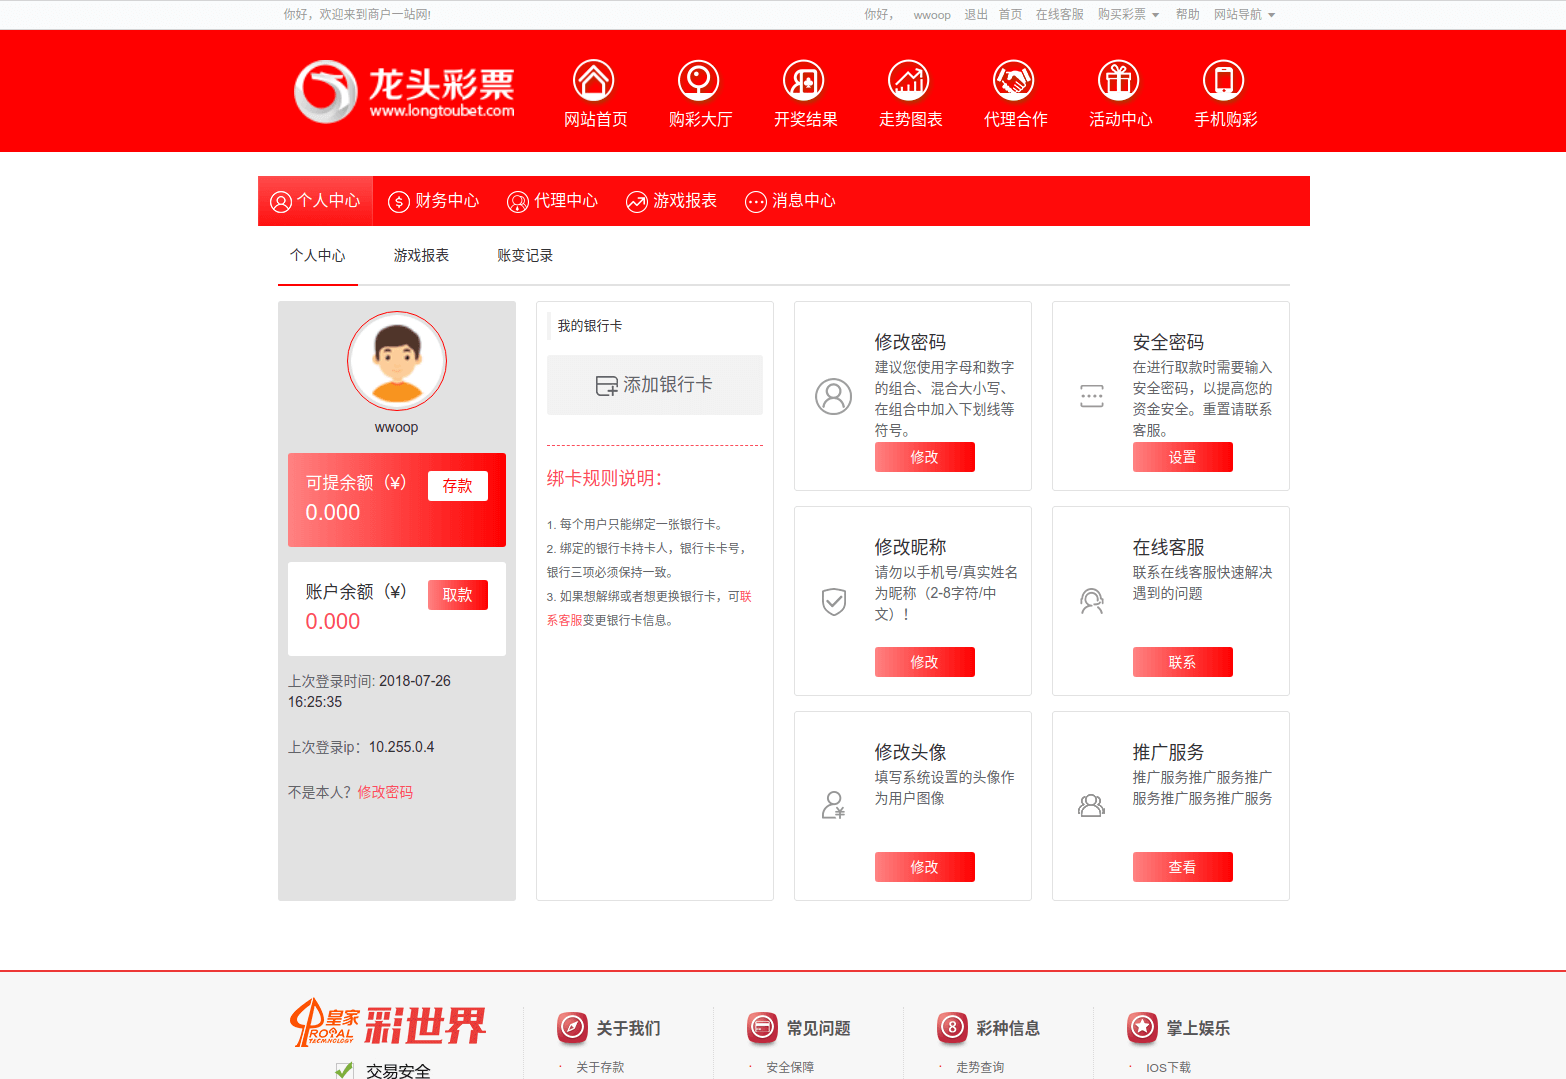 你好，欢迎来到商户一站网!
你好， wwoop 退出 首页 在线客服 购买彩票 帮助 网站导航
龙头彩票
www.longtoubet.com
网站首页 购彩大厅 开奖结果 走势图表 代理合作 活动中心 手机购彩
个人中心 财务中心 代理中心 游戏报表 消息中心
个人中心 游戏报表 账变记录
wwoop
可提余额（¥）
存款
0.000
账户余额（¥）
取款
0.000
上次登录时间: 2018-07-26
16:25:35
上次登录ip：10.255.0.4
不是本人？修改密码
我的银行卡
添加银行卡
绑卡规则说明：
1. 每个用户只能绑定一张银行卡。
2. 绑定的银行卡持卡人，银行卡卡号，
银行三项必须保持一致。
3. 如果想解绑或者想更换银行卡，可联
系客服变更银行卡信息。
修改密码
建议您使用字母和数字
的组合、混合大小写、
在组合中加入下划线等
符号。
修改
安全密码
在进行取款时需要输入
安全密码，以提高您的
资金安全。重置请联系
客服。
设置
修改昵称
请勿以手机号/真实姓名
为昵称（2-8字符/中
文）！
修改
在线客服
联系在线客服快速解决
遇到的问题
联系
修改头像
填写系统设置的头像作
为用户图像
修改
推广服务
推广服务推广服务推广
服务推广服务推广服务
查看
皇家
ROYAL
TECHNOLOGY
彩世界
交易安全
关于我们
关于存款
常见问题
安全保障
彩种信息
走势查询
掌上娱乐
IOS下载